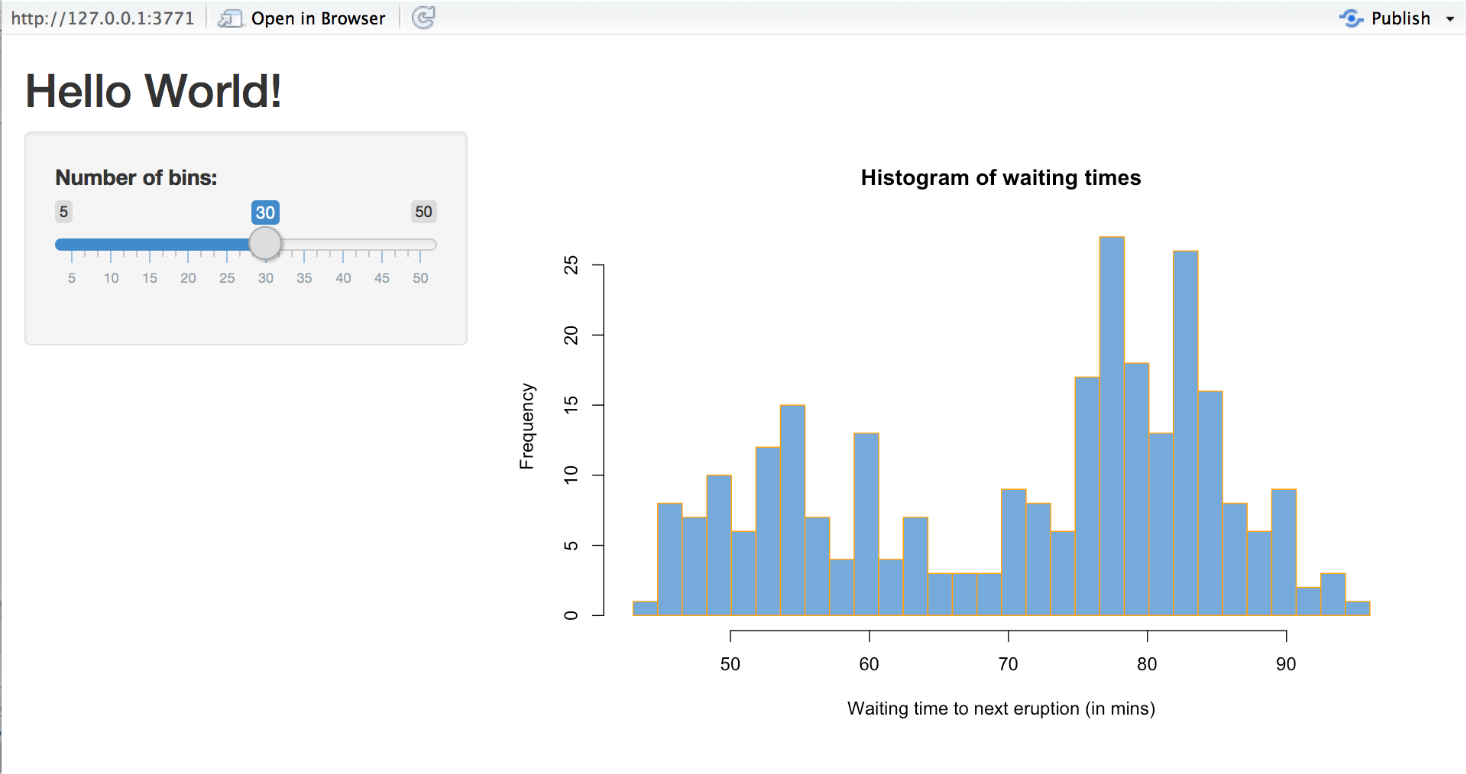 http://127.0.0.1:3771 Open in Browser Publish
Hello World!
Number of bins:
5 30 50
5 10 15 20 25 30 35 40 45 50
Histogram of waiting times
Frequency
25
20
15
10
5
0
50 60 70 80 90
Waiting time to next eruption (in mins)